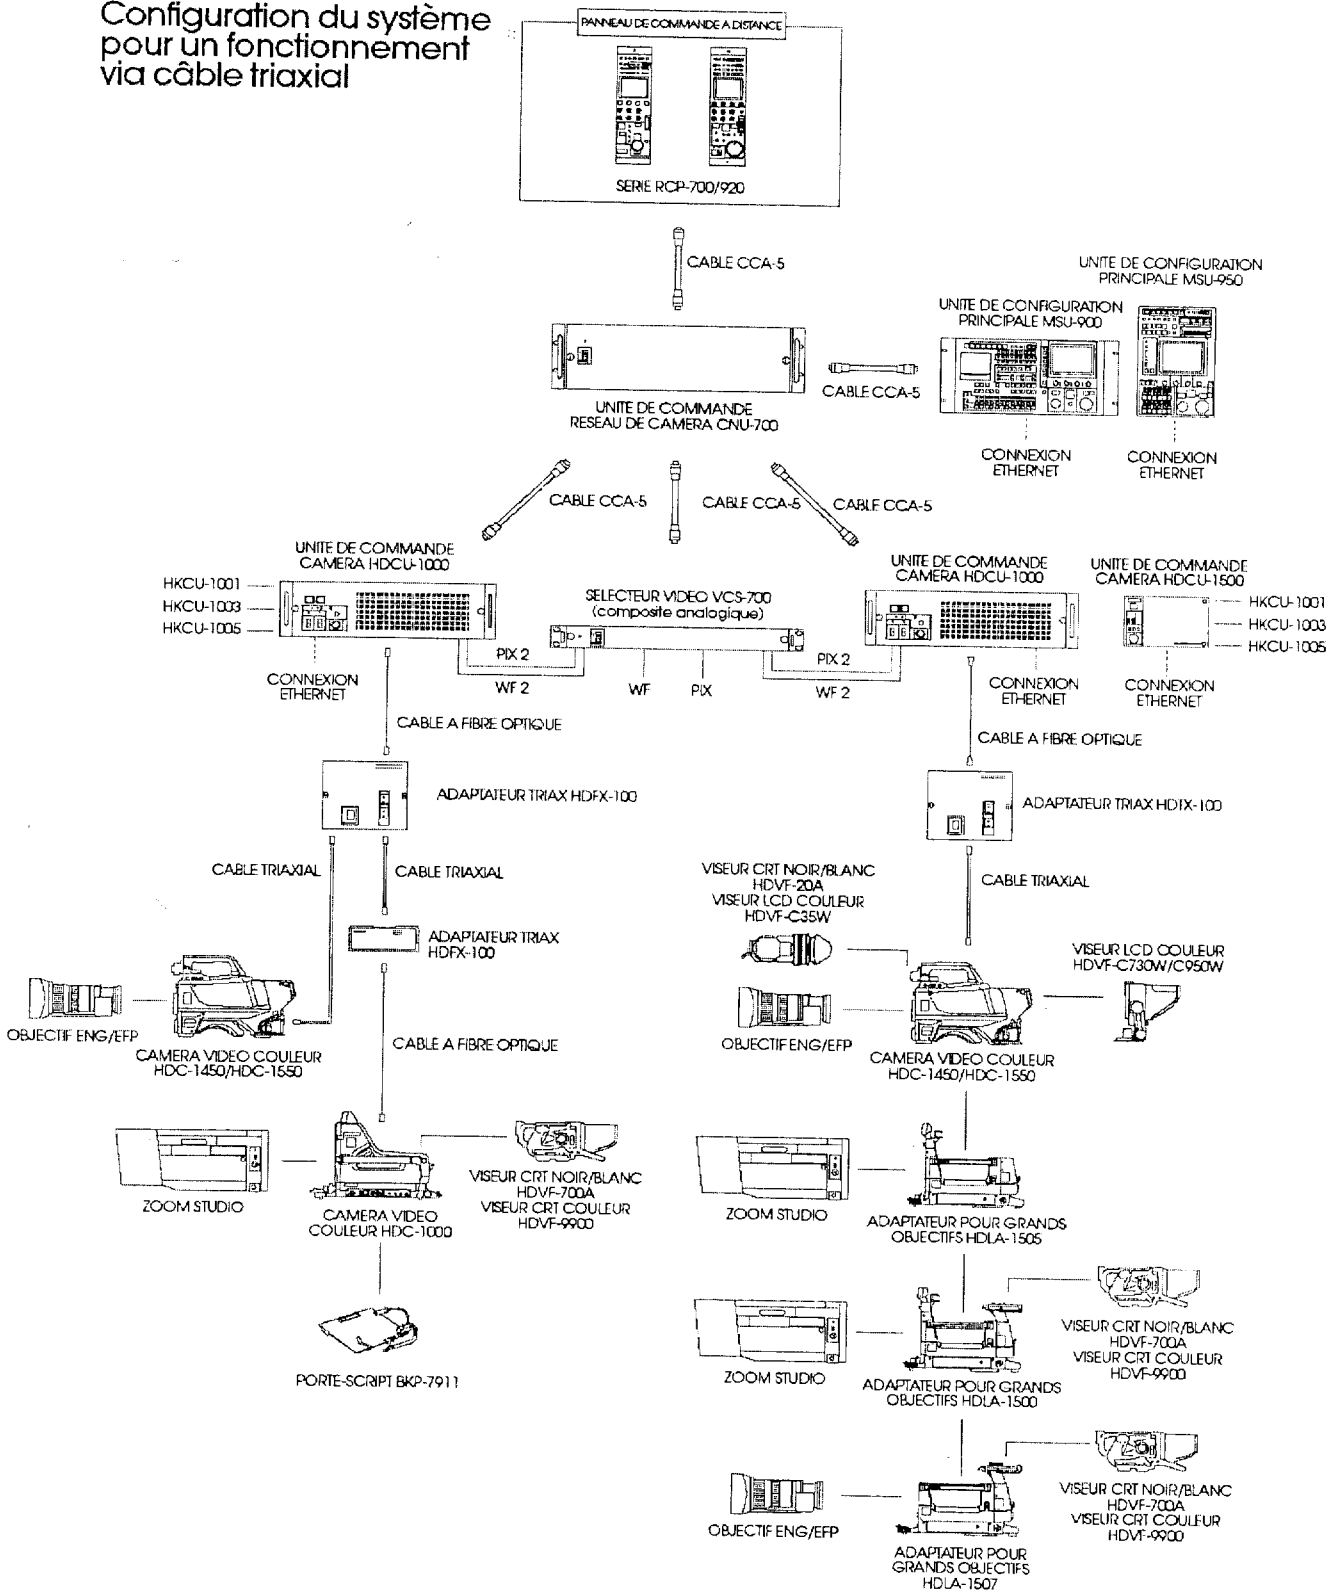 Configuration du système
pour un fonctionnement
via câble triaxial
PANNEAU DE COMMANDE A DISTANCE
SERIE RCP-700/920
CABLE CCA-5
UNITE DE CONFIGURATION
PRINCIPALE MSU-950
UNITE DE CONFIGURATION
PRINCIPALE MSU-900
CABLE CCA-5
UNITE DE COMMANDE
RESEAU DE CAMERA CNU-700
CONNEXION
ETHERNET
CONNEXION
ETHERNET
CABLE CCA-5
CABLE CCA-5
CABLE CCA-5
UNITE DE COMMANDE
CAMERA HDCU-1000
HKCU-1001
HKCU-1003
HKCU-1005
SELECTEUR VIDEO VCS-700
(composite analogique)
UNITE DE COMMANDE
CAMERA HDCU-1000
UNITE DE COMMANDE
CAMERA HDCU-1500
HKCU-1001
HKCU-1003
HKCU-1005
PIX 2
WF 2
WF
PIX
PIX 2
WF 2
CONNEXION
ETHERNET
CONNEXION
ETHERNET
CONNEXION
ETHERNET
CABLE A FIBRE OPTIQUE
CABLE A FIBRE OPTIQUE
ADAPTATEUR TRIAX HDFX-100
ADAPTATEUR TRIAX HDTX-100
CABLE TRIAXIAL
CABLE TRIAXIAL
VISEUR CRT NOIR/BLANC
HDVF-20A
VISEUR LCD COULEUR
HDVF-C35W
CABLE TRIAXIAL
ADAPTATEUR TRIAX
HDFX-100
VISEUR LCD COULEUR
HDVF-C730W/C950W
OBJECTIF ENG/EFP
CAMERA VIDEO COULEUR
HDC-1450/HDC-1550
CABLE A FIBRE OPTIQUE
OBJECTIF ENG/EFP
CAMERA VIDEO COULEUR
HDC-1450/HDC-1550
ZOOM STUDIO
CAMERA VIDEO
COULEUR HDC-1000
VISEUR CRT NOIR/BLANC
HDVF-700A
VISEUR CRT COULEUR
HDVF-9900
ZOOM STUDIO
ADAPTATEUR POUR GRANDS
OBJECTIFS HDLA-1505
PORTE-SCRIPT BKP-7911
ZOOM STUDIO
ADAPTATEUR POUR GRANDS
OBJECTIFS HDLA-1500
VISEUR CRT NOIR/BLANC
HDVF-700A
VISEUR CRT COULEUR
HDVF-9900
OBJECTIF ENG/EFP
ADAPTATEUR POUR
GRANDS OBJECTIFS
HDLA-1507
VISEUR CRT NOIR/BLANC
HDVF-700A
VISEUR CRT COULEUR
HDVF-9900